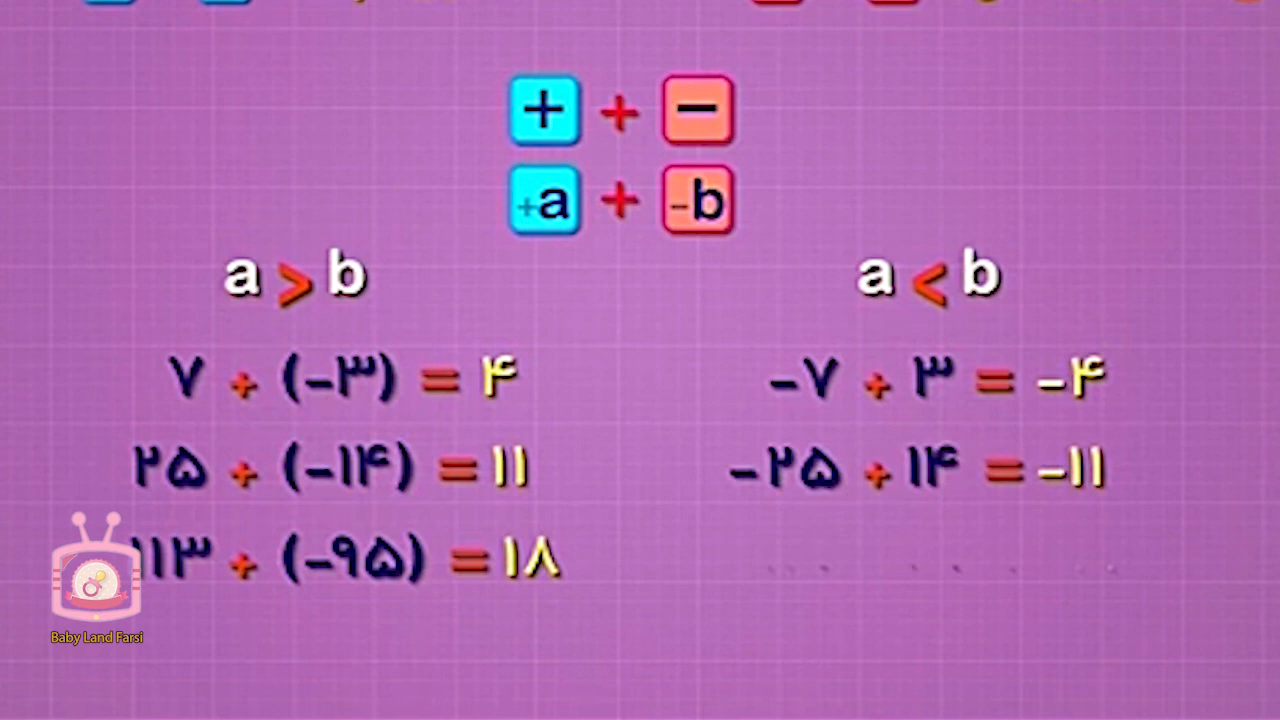 + + −
+a + -b
a > b
a < b
۷ + (-۳) = ۴
-۷ + ۳ = -۴
۲۵ + (-۱۴) = ۱۱
-۲۵ + ۱۴ = -۱۱
۱۱۳ + (-۹۵) = ۱۸
Baby Land Farsi